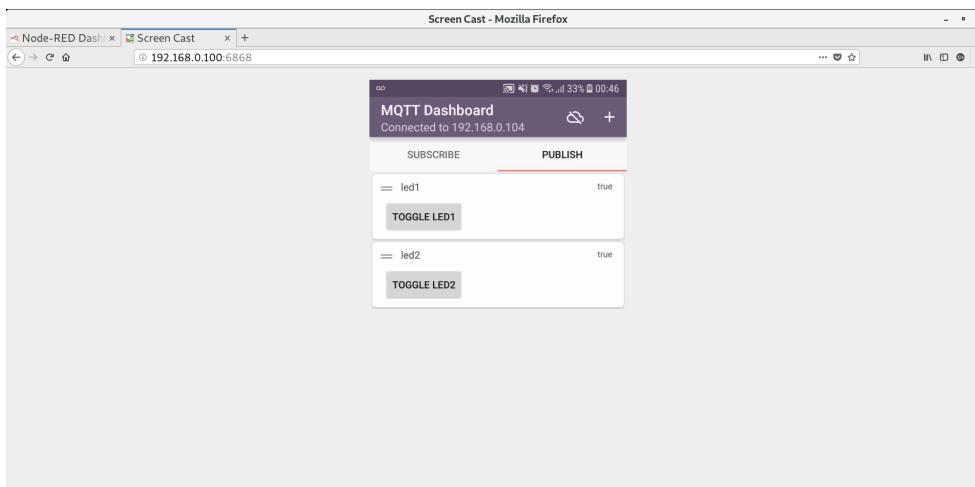 Screen Cast - Mozilla Firefox
Node-RED Dash
Screen Cast
192.168.0.100:6868
33% 00:46
MQTT Dashboard
Connected to 192.168.0.104
SUBSCRIBE PUBLISH
led1 true
TOGGLE LED1
led2 true
TOGGLE LED2